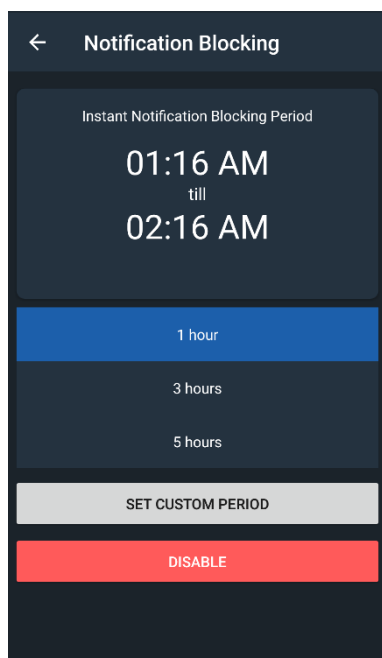 Notification Blocking
Instant Notification Blocking Period
01:16 AM
till
02:16 AM
1 hour
3 hours
5 hours
SET CUSTOM PERIOD
DISABLE